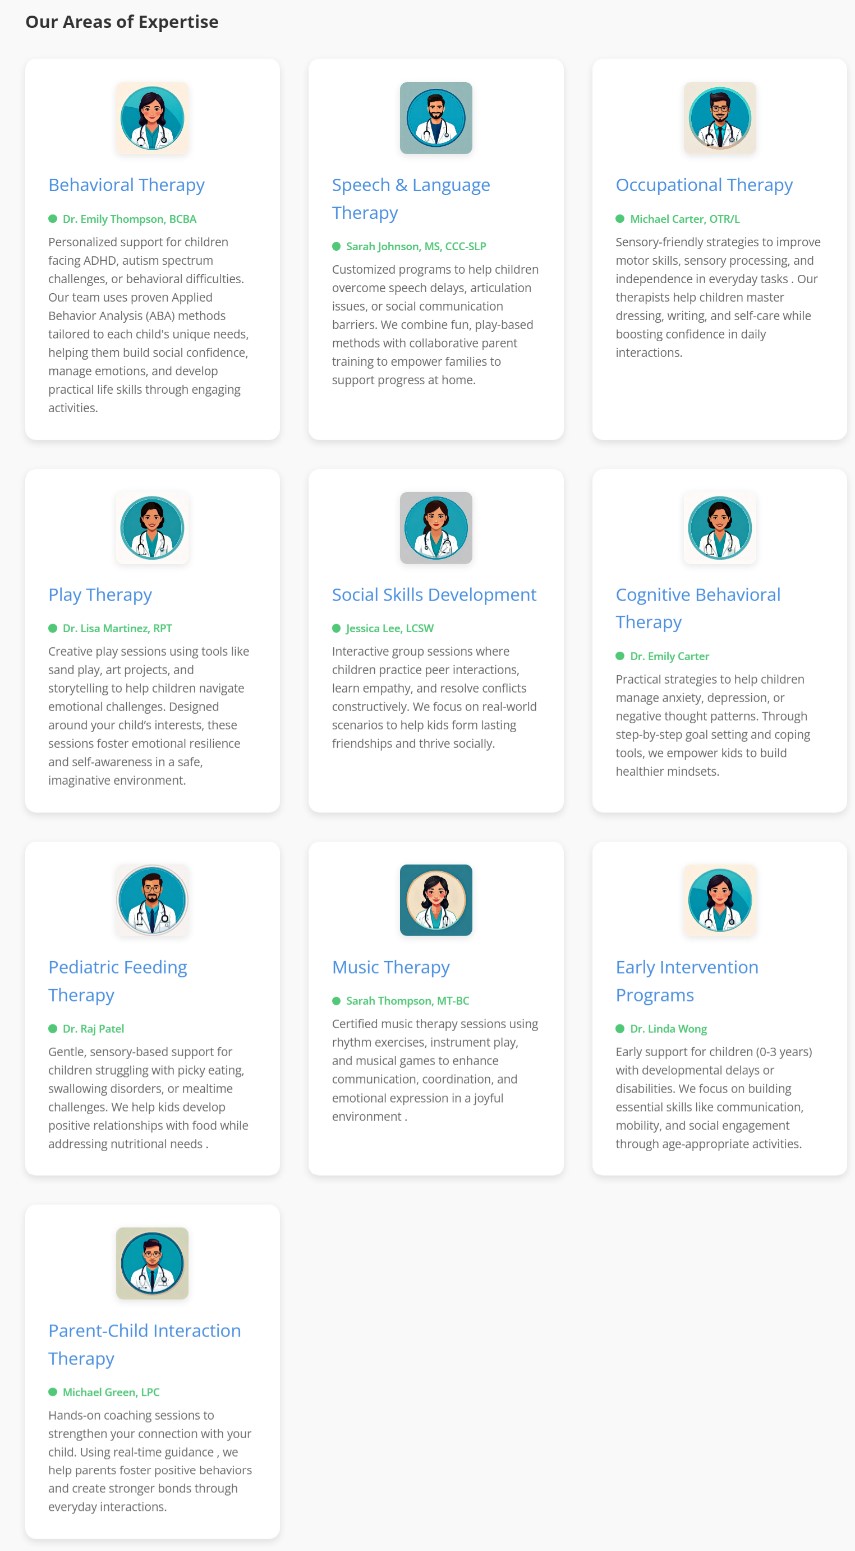 Our Areas of Expertise
Behavioral Therapy
Dr. Emily Thompson, BCBA
Personalized support for children
facing ADHD, autism spectrum
challenges, or behavioral difficulties.
Our team uses proven Applied
Behavior Analysis (ABA) methods
tailored to each child's unique needs,
helping them build social confidence,
manage emotions, and develop
practical life skills through engaging
activities.
Speech & Language
Therapy
Sarah Johnson, MS, CCC-SLP
Customized programs to help children
overcome speech delays, articulation
issues, or social communication
barriers. We combine fun, play-based
methods with collaborative parent
training to empower families to
support progress at home.
Occupational Therapy
Michael Carter, OTR/L
Sensory-friendly strategies to improve
motor skills, sensory processing, and
independence in everyday tasks . Our
therapists help children master
dressing, writing, and self-care while
boosting confidence in daily
interactions.
Play Therapy
Dr. Lisa Martinez, RPT
Creative play sessions using tools like
sand play, art projects, and
storytelling to help children navigate
emotional challenges. Designed
around your child’s interests, these
sessions foster emotional resilience
and self-awareness in a safe,
imaginative environment.
Social Skills Development
Jessica Lee, LCSW
Interactive group sessions where
children practice peer interactions,
learn empathy, and resolve conflicts
constructively. We focus on real-world
scenarios to help kids form lasting
friendships and thrive socially.
Cognitive Behavioral
Therapy
Dr. Emily Carter
Practical strategies to help children
manage anxiety, depression, or
negative thought patterns. Through
step-by-step goal setting and coping
tools, we empower kids to build
healthier mindsets.
Pediatric Feeding
Therapy
Dr. Raj Patel
Gentle, sensory-based support for
children struggling with picky eating,
swallowing disorders, or mealtime
challenges. We help kids develop
positive relationships with food while
addressing nutritional needs .
Music Therapy
Sarah Thompson, MT-BC
Certified music therapy sessions using
rhythm exercises, instrument play,
and musical games to enhance
communication, coordination, and
emotional expression in a joyful
environment .
Early Intervention
Programs
Dr. Linda Wong
Early support for children (0-3 years)
with developmental delays or
disabilities. We focus on building
essential skills like communication,
mobility, and social engagement
through age-appropriate activities.
Parent-Child Interaction
Therapy
Michael Green, LPC
Hands-on coaching sessions to
strengthen your connection with your
child. Using real-time guidance , we
help parents foster positive behaviors
and create stronger bonds through
everyday interactions.